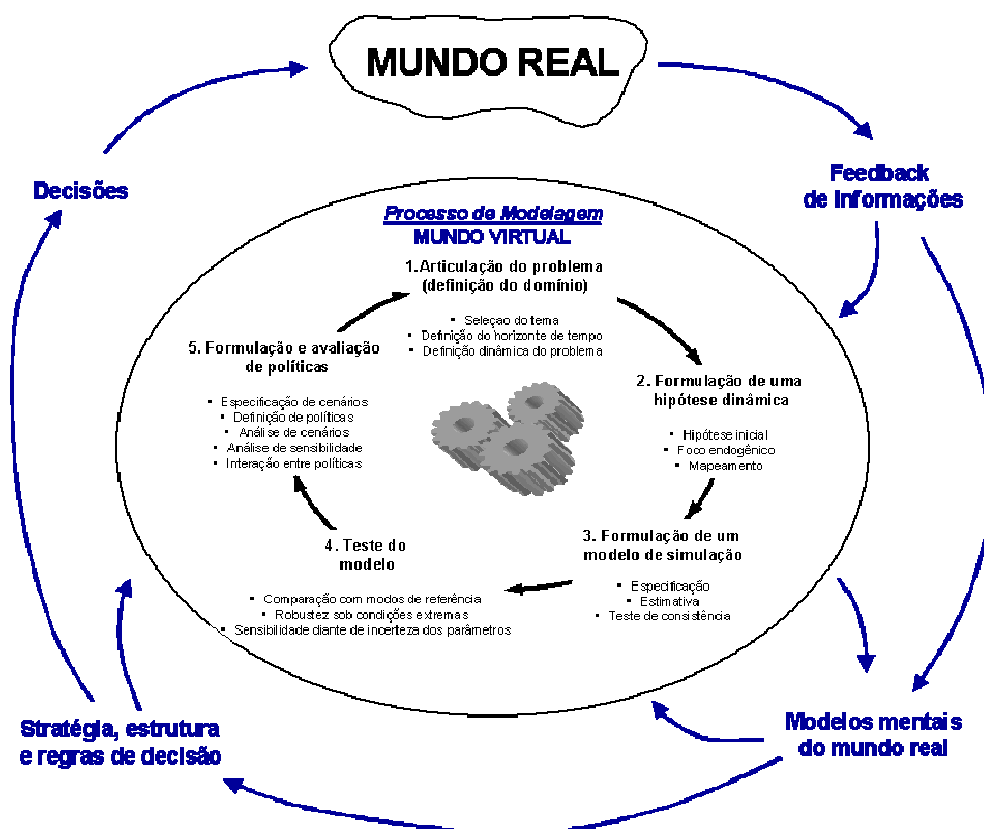 MUNDO REAL
Decisões
Feedback
de Informações
Processo de Modelagem
MUNDO VIRTUAL
1.Articulação do problema
(definição do domínio)
▪ Seleção do tema
▪ Definição do horizonte de tempo
▪ Definição dinâmica do problema
2. Formulação de uma
hipótese dinâmica
▪ Hipótese inicial
▪ Foco endogênico
▪ Mapeamento
3. Formulação de um
modelo de simulação
▪ Especificação
▪ Estimativa
▪ Teste de consistência
4. Teste do
modelo
▪ Comparação com modos de referência
▪ Robustez sob condições extremas
▪ Sensibilidade diante de incerteza dos parâmetros
5. Formulação e avaliação
de políticas
▪ Especificação de cenários
▪ Definição de políticas
▪ Análise de cenários
▪ Análise de sensibilidade
▪ Interação entre políticas
Modelos mentais
do mundo real
Stratégia, estrutura
e regras de decisão